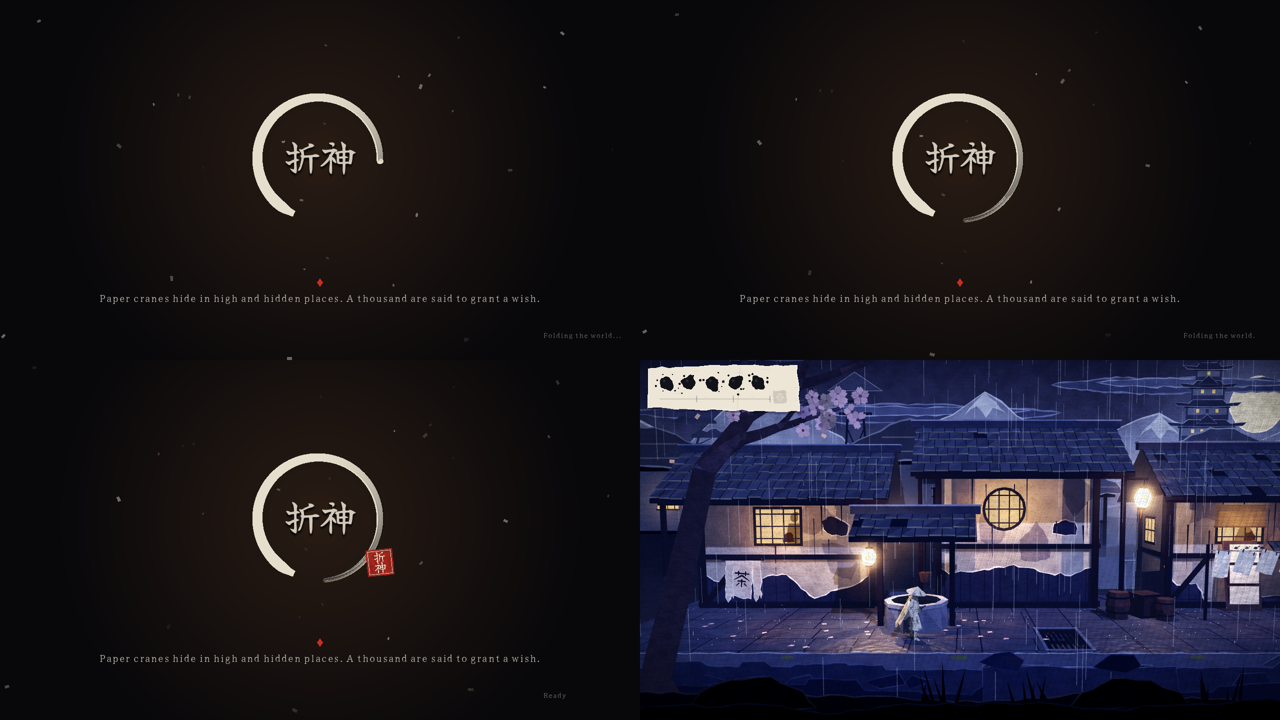 折神
Paper cranes hide in high and hidden places. A thousand are said to grant a wish.
Folding the world...
折神
Paper cranes hide in high and hidden places. A thousand are said to grant a wish.
Folding the world.
折神
折神
Paper cranes hide in high and hidden places. A thousand are said to grant a wish.
Ready
茶